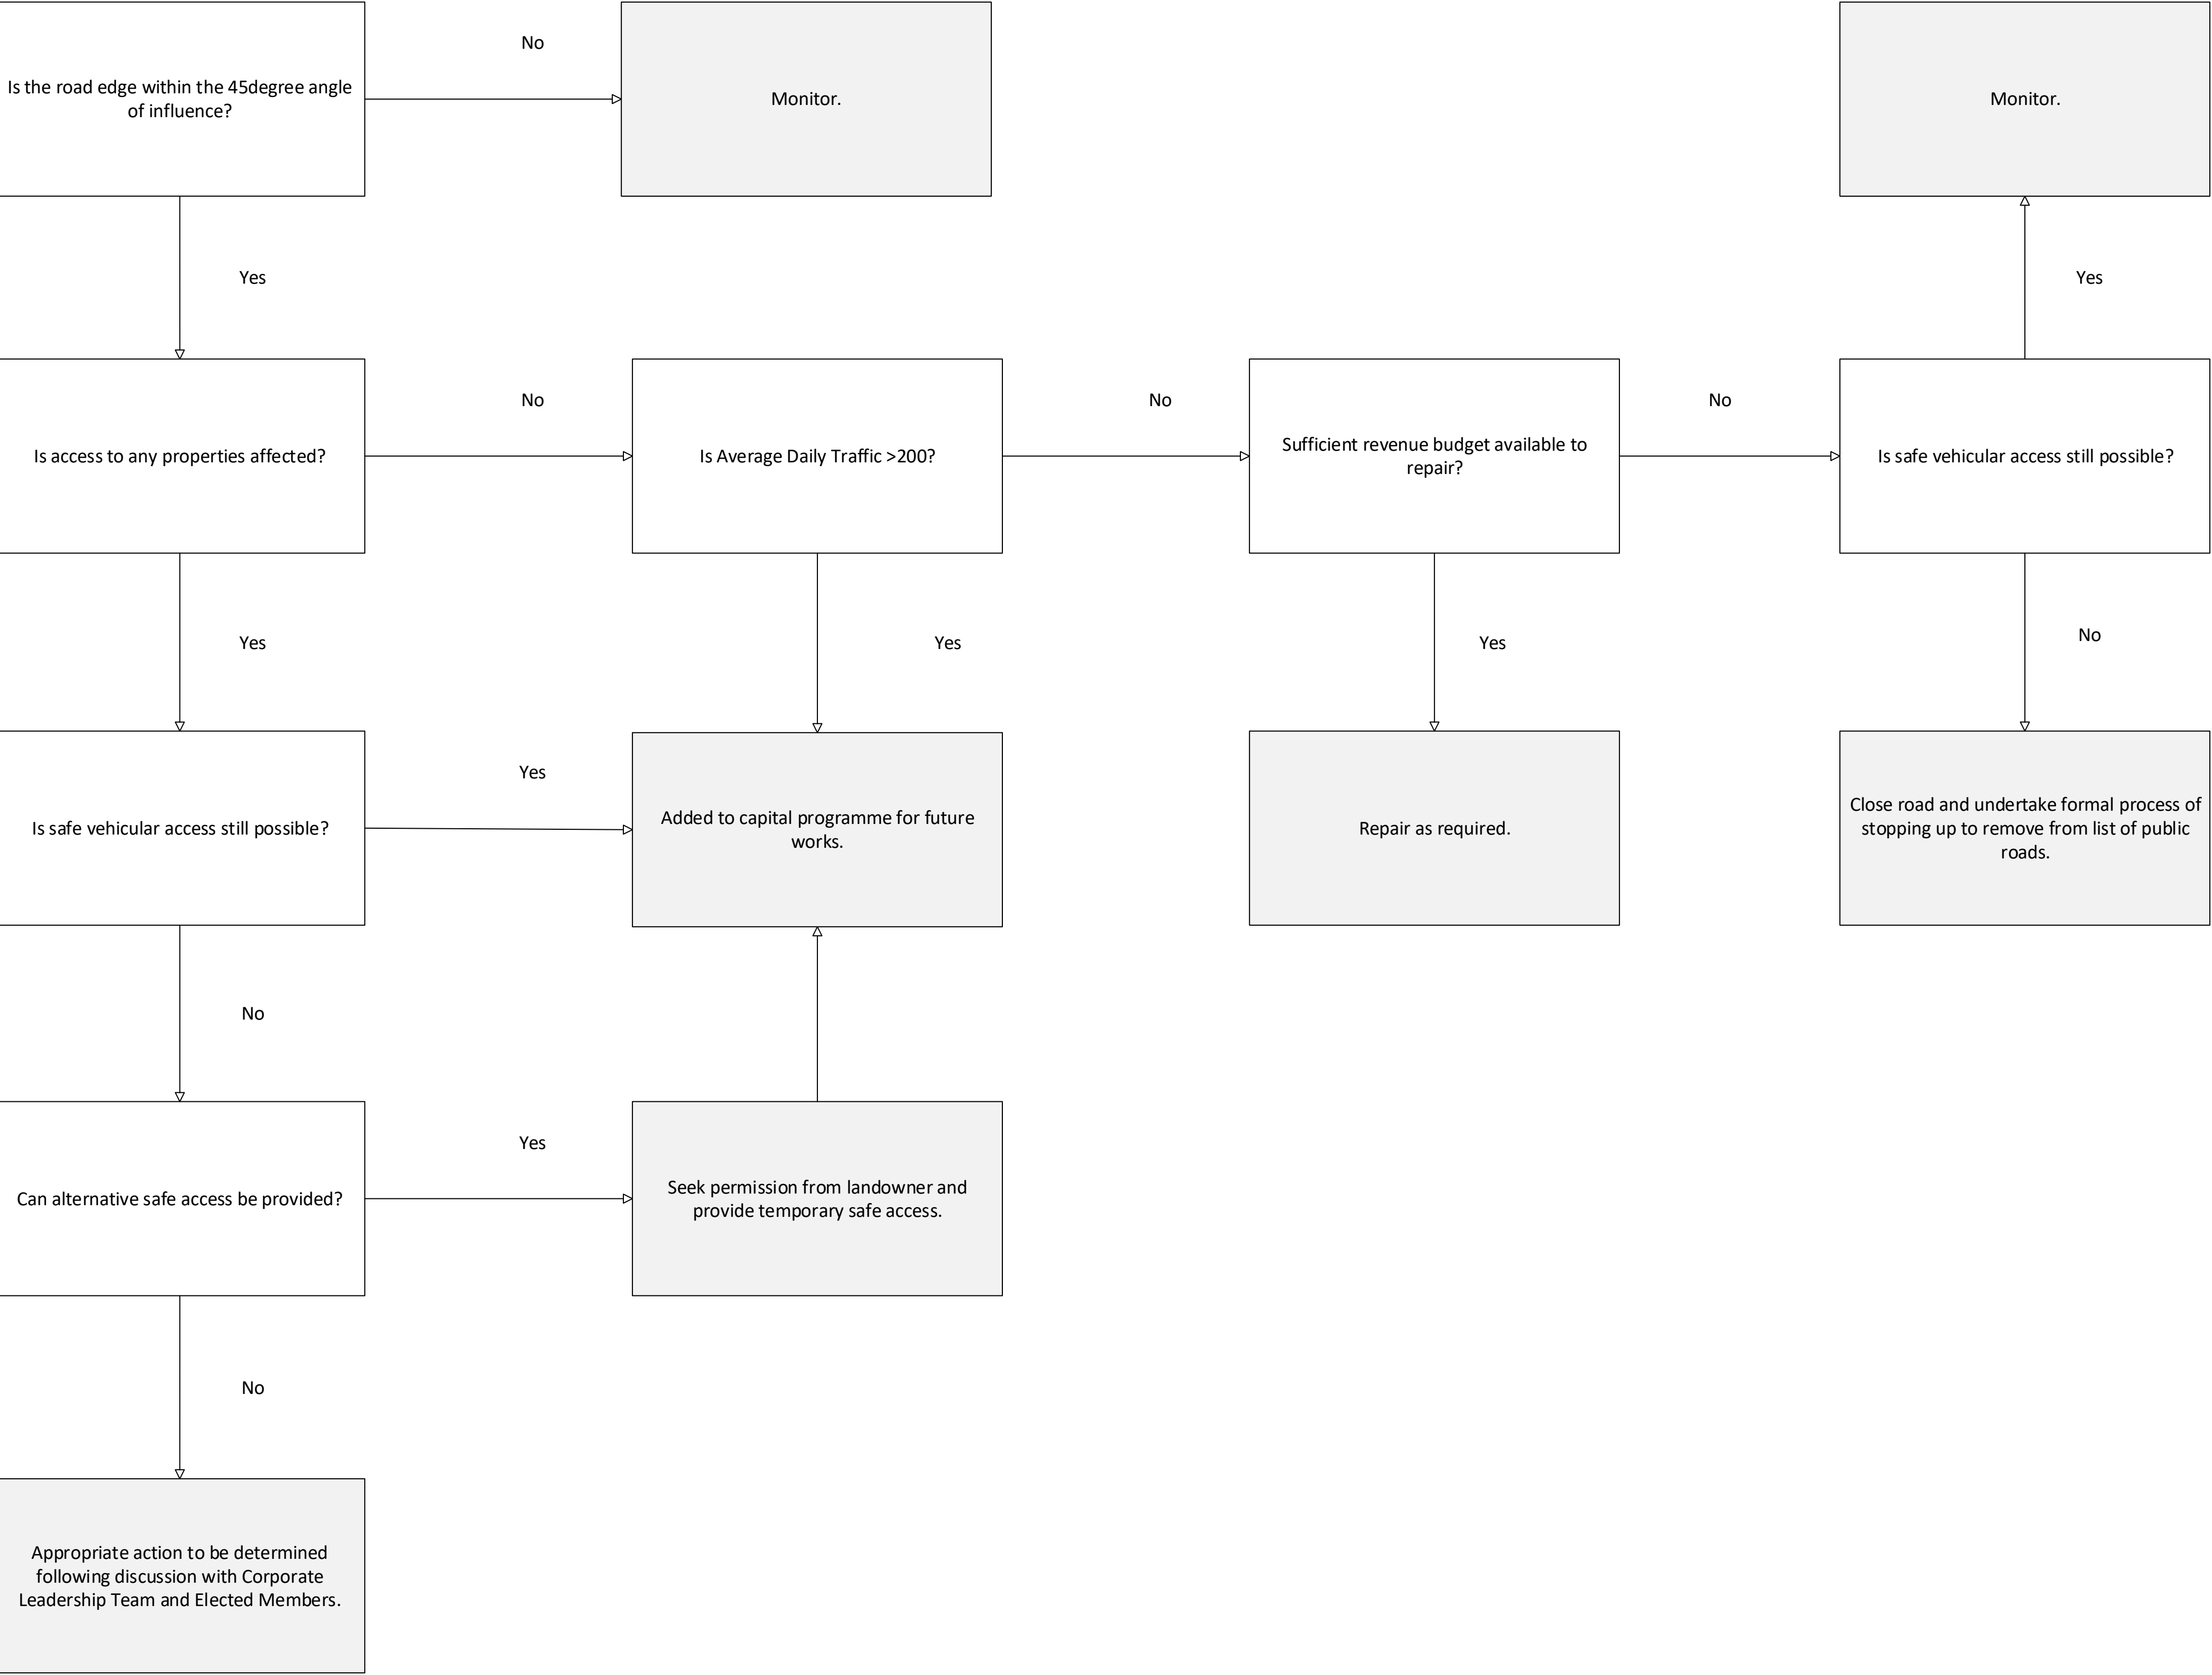 No
Is the road edge within the 45degree angle
of influence?
Monitor.
Monitor.
Yes
Yes
No
No
No
Is access to any properties affected?
Is Average Daily Traffic >200?
Sufficient revenue budget available to
repair?
Is safe vehicular access still possible?
Yes
Yes
Yes
No
Yes
Is safe vehicular access still possible?
Added to capital programme for future
works.
Repair as required.
Close road and undertake formal process of
stopping up to remove from list of public
roads.
No
Yes
Can alternative safe access be provided?
Seek permission from landowner and
provide temporary safe access.
No
Appropriate action to be determined
following discussion with Corporate
Leadership Team and Elected Members.